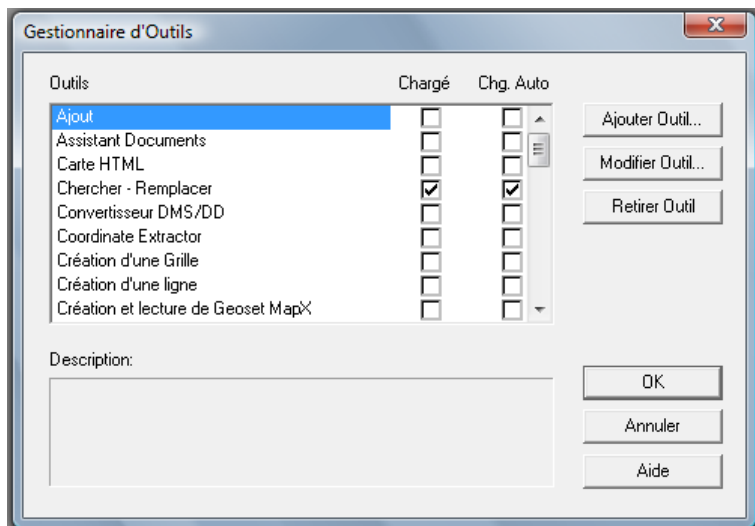 Gestionnaire d'Outils
Outils Chargé Chg. Auto
Ajout
Assistant Documents
Carte HTML
Chercher - Remplacer
Convertisseur DMS/DD
Coordinate Extractor
Création d'une Grille
Création d'une ligne
Création et lecture de Geoset MapX
Ajouter Outil...
Modifier Outil...
Retirer Outil
Description:
OK
Annuler
Aide